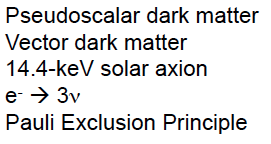 Pseudoscalar dark matter
Vector dark matter
14.4-keV solar axion
e- → 3ν
Pauli Exclusion Principle